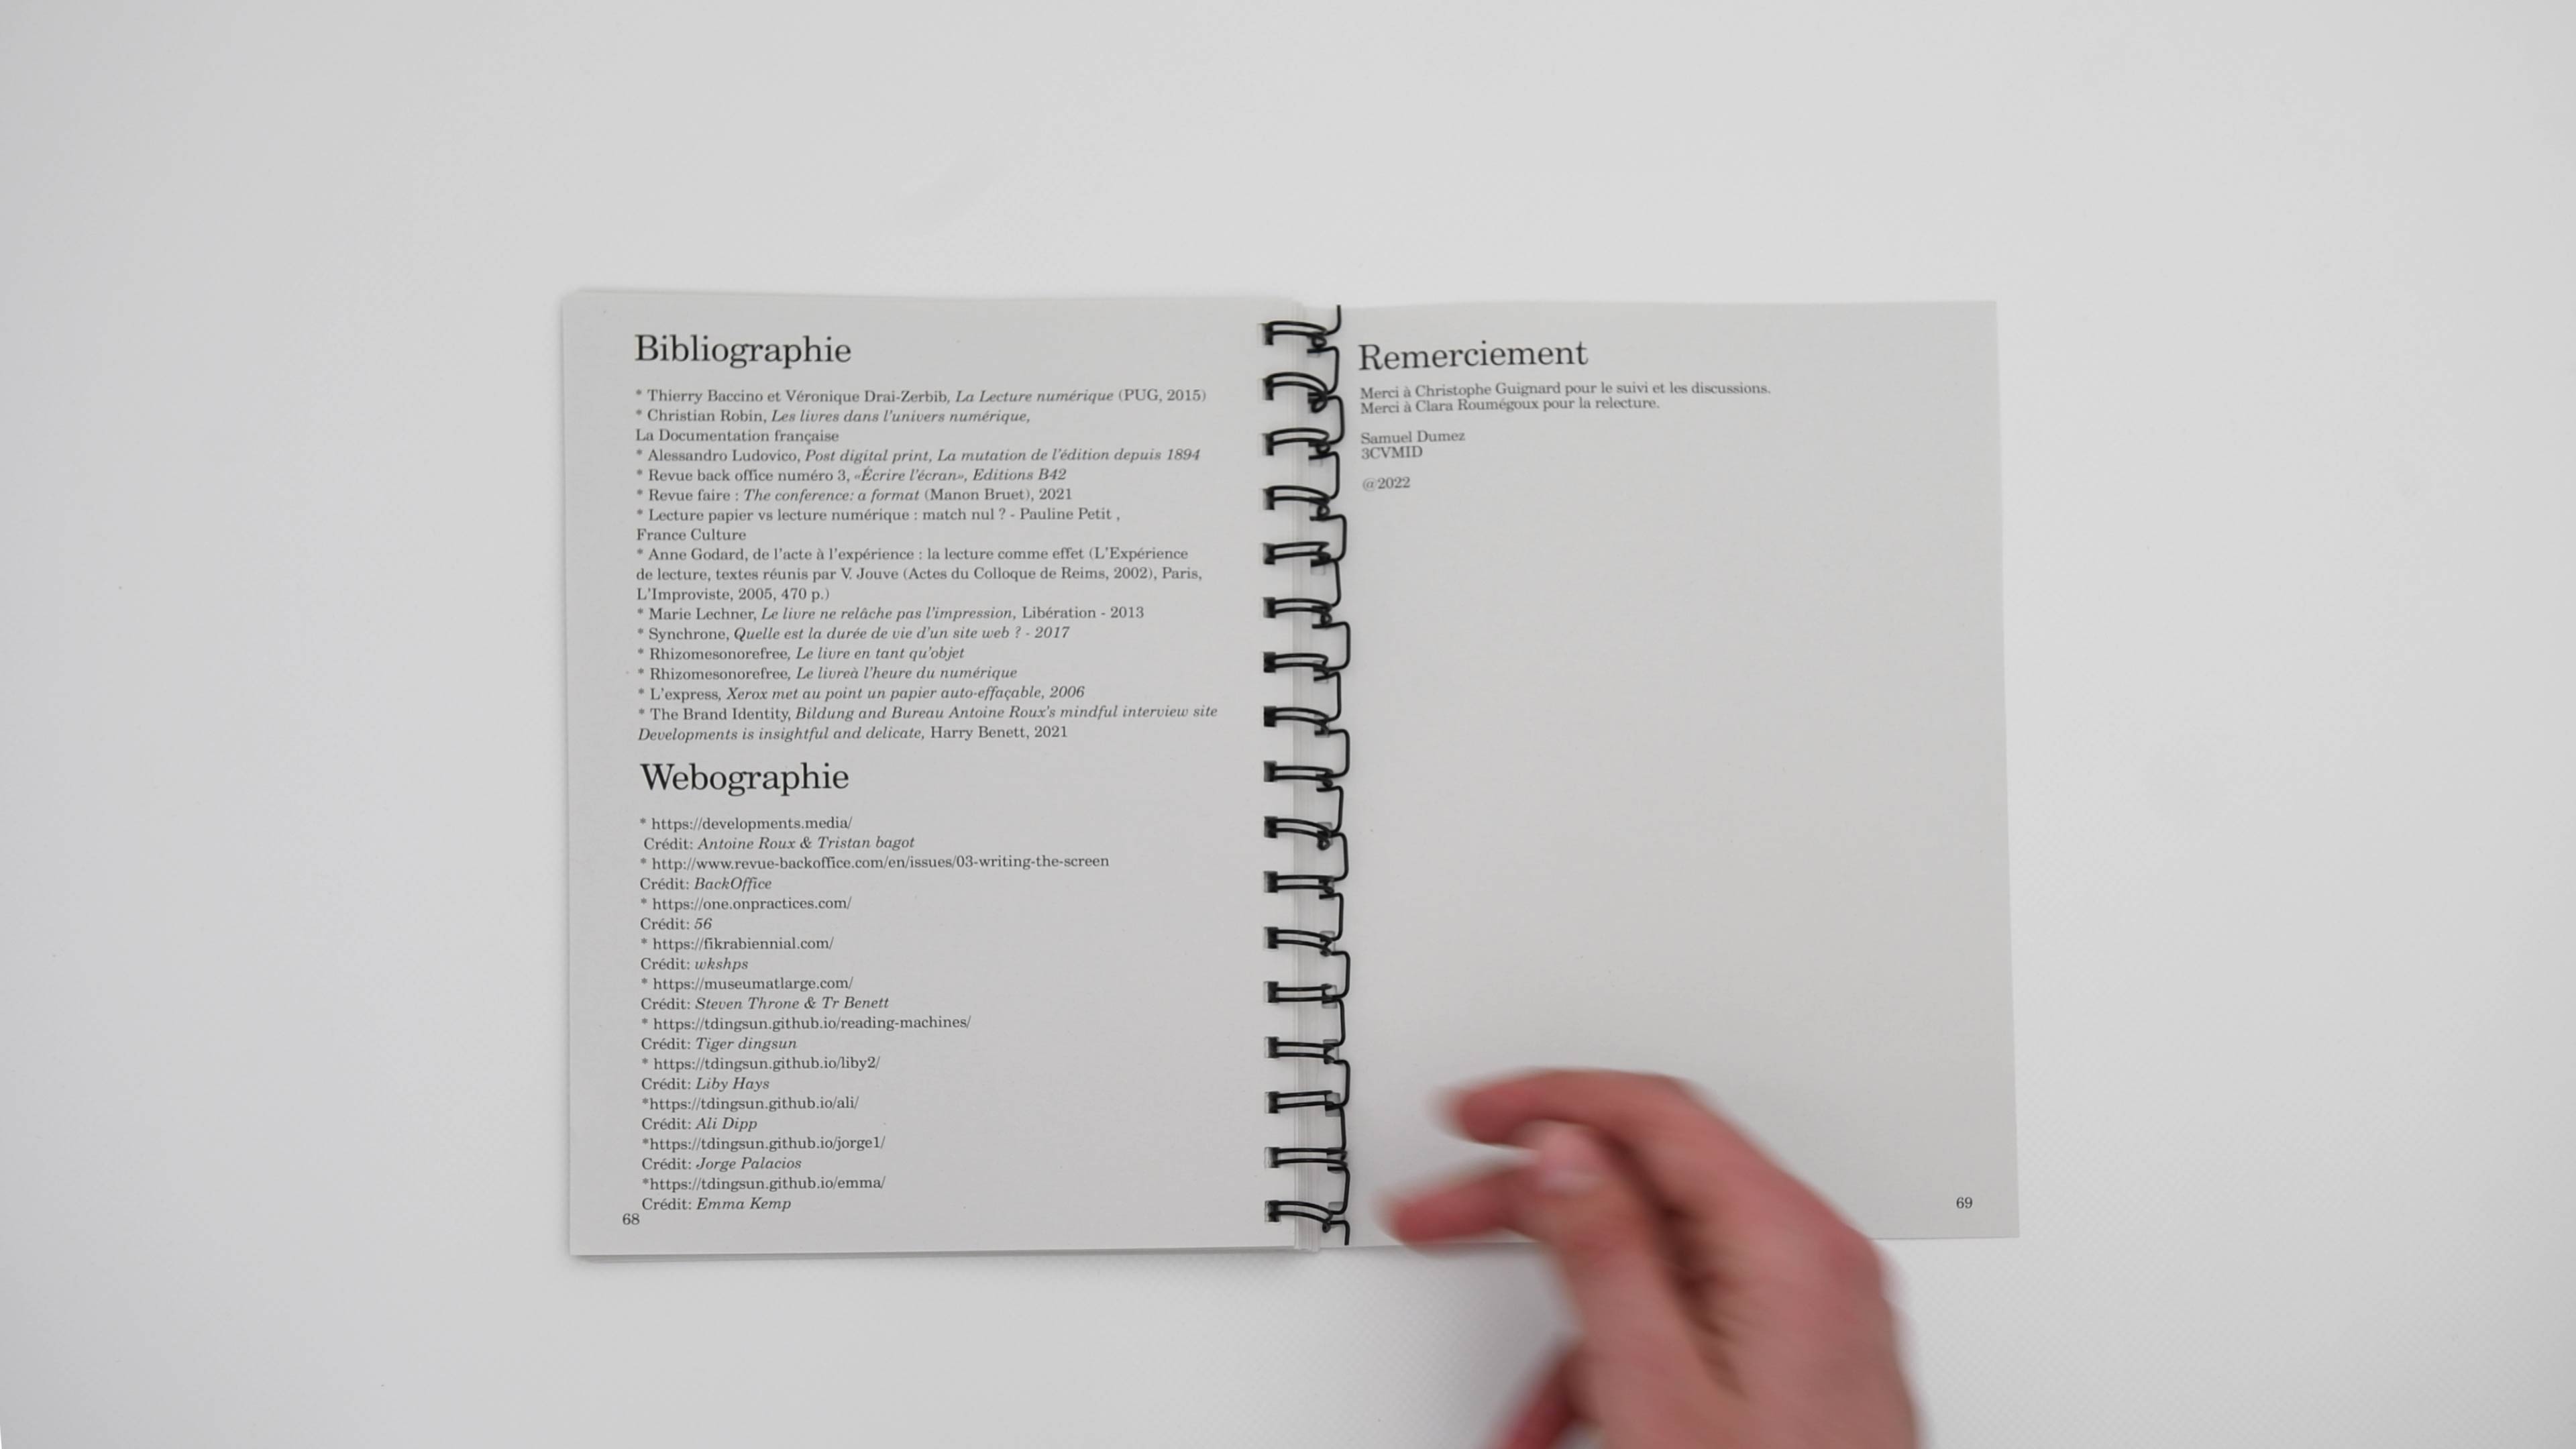 Bibliographie
* Thierry Baccino et Véronique Drai-Zerbib, La Lecture numérique (PUG, 2015)
* Christian Robin, Les livres dans l'univers numérique,
La Documentation française
* Alessandro Ludovico, Post digital print, La mutation de l'édition depuis 1894
* Revue back office numéro 3, «Écrire l'écran», Editions B42
* Revue faire : The conference: a format (Manon Bruet), 2021
* Lecture papier vs lecture numérique : match nul ? - Pauline Petit ,
France Culture
* Anne Godard, de l'acte à l'expérience : la lecture comme effet (L'Expérience
de lecture, textes réunis par V. Jouve (Actes du Colloque de Reims, 2002), Paris,
L'Improviste, 2005, 470 p.)
* Marie Lechner, Le livre ne relâche pas l'impression, Libération - 2013
* Synchrone, Quelle est la durée de vie d'un site web ? - 2017
* Rhizomesonorefree, Le livre en tant qu'objet
* Rhizomesonorefree, Le livreà l'heure du numérique
* L'express, Xerox met au point un papier auto-effaçable, 2006
* The Brand Identity, Bildung and Bureau Antoine Roux's mindful interview site
Developments is insightful and delicate, Harry Benett, 2021
Webographie
* https://developments.media/
Crédit: Antoine Roux & Tristan bagot
* http://www.revue-backoffice.com/en/issues/03-writing-the-screen
Crédit: BackOffice
* https://one.onpractices.com/
Crédit: 56
* https://fikrabiennial.com/
Crédit: wkshps
* https://museumatlarge.com/
Crédit: Steven Throne & Tr Benett
* https://tdingsun.github.io/reading-machines/
Crédit: Tiger dingsun
* https://tdingsun.github.io/liby2/
Crédit: Liby Hays
*https://tdingsun.github.io/ali/
Crédit: Ali Dipp
*https://tdingsun.github.io/jorge1/
Crédit: Jorge Palacios
*https://tdingsun.github.io/emma/
Crédit: Emma Kemp
68
Remerciement
Merci à Christophe Guignard pour le suivi et les discussions.
Merci à Clara Roumégoux pour la relecture.
Samuel Dumez
3CVMID
@2022
69